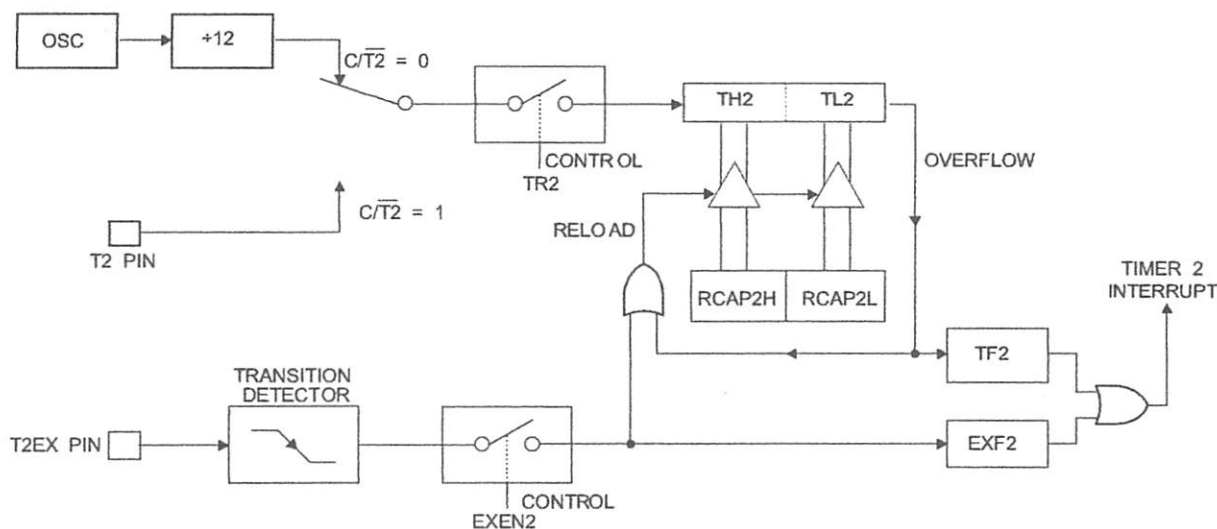 OSC
÷12
C/T2 = 0
TH2
TL2
CONTROL
TR2
OVERFLOW
C/T2 = 1
T2 PIN
RELOAD
RCAP2H
RCAP2L
TIMER 2
INTERRUPT
TF2
TRANSITION
DETECTOR
T2EX PIN
EXF2
CONTROL
EXEN2